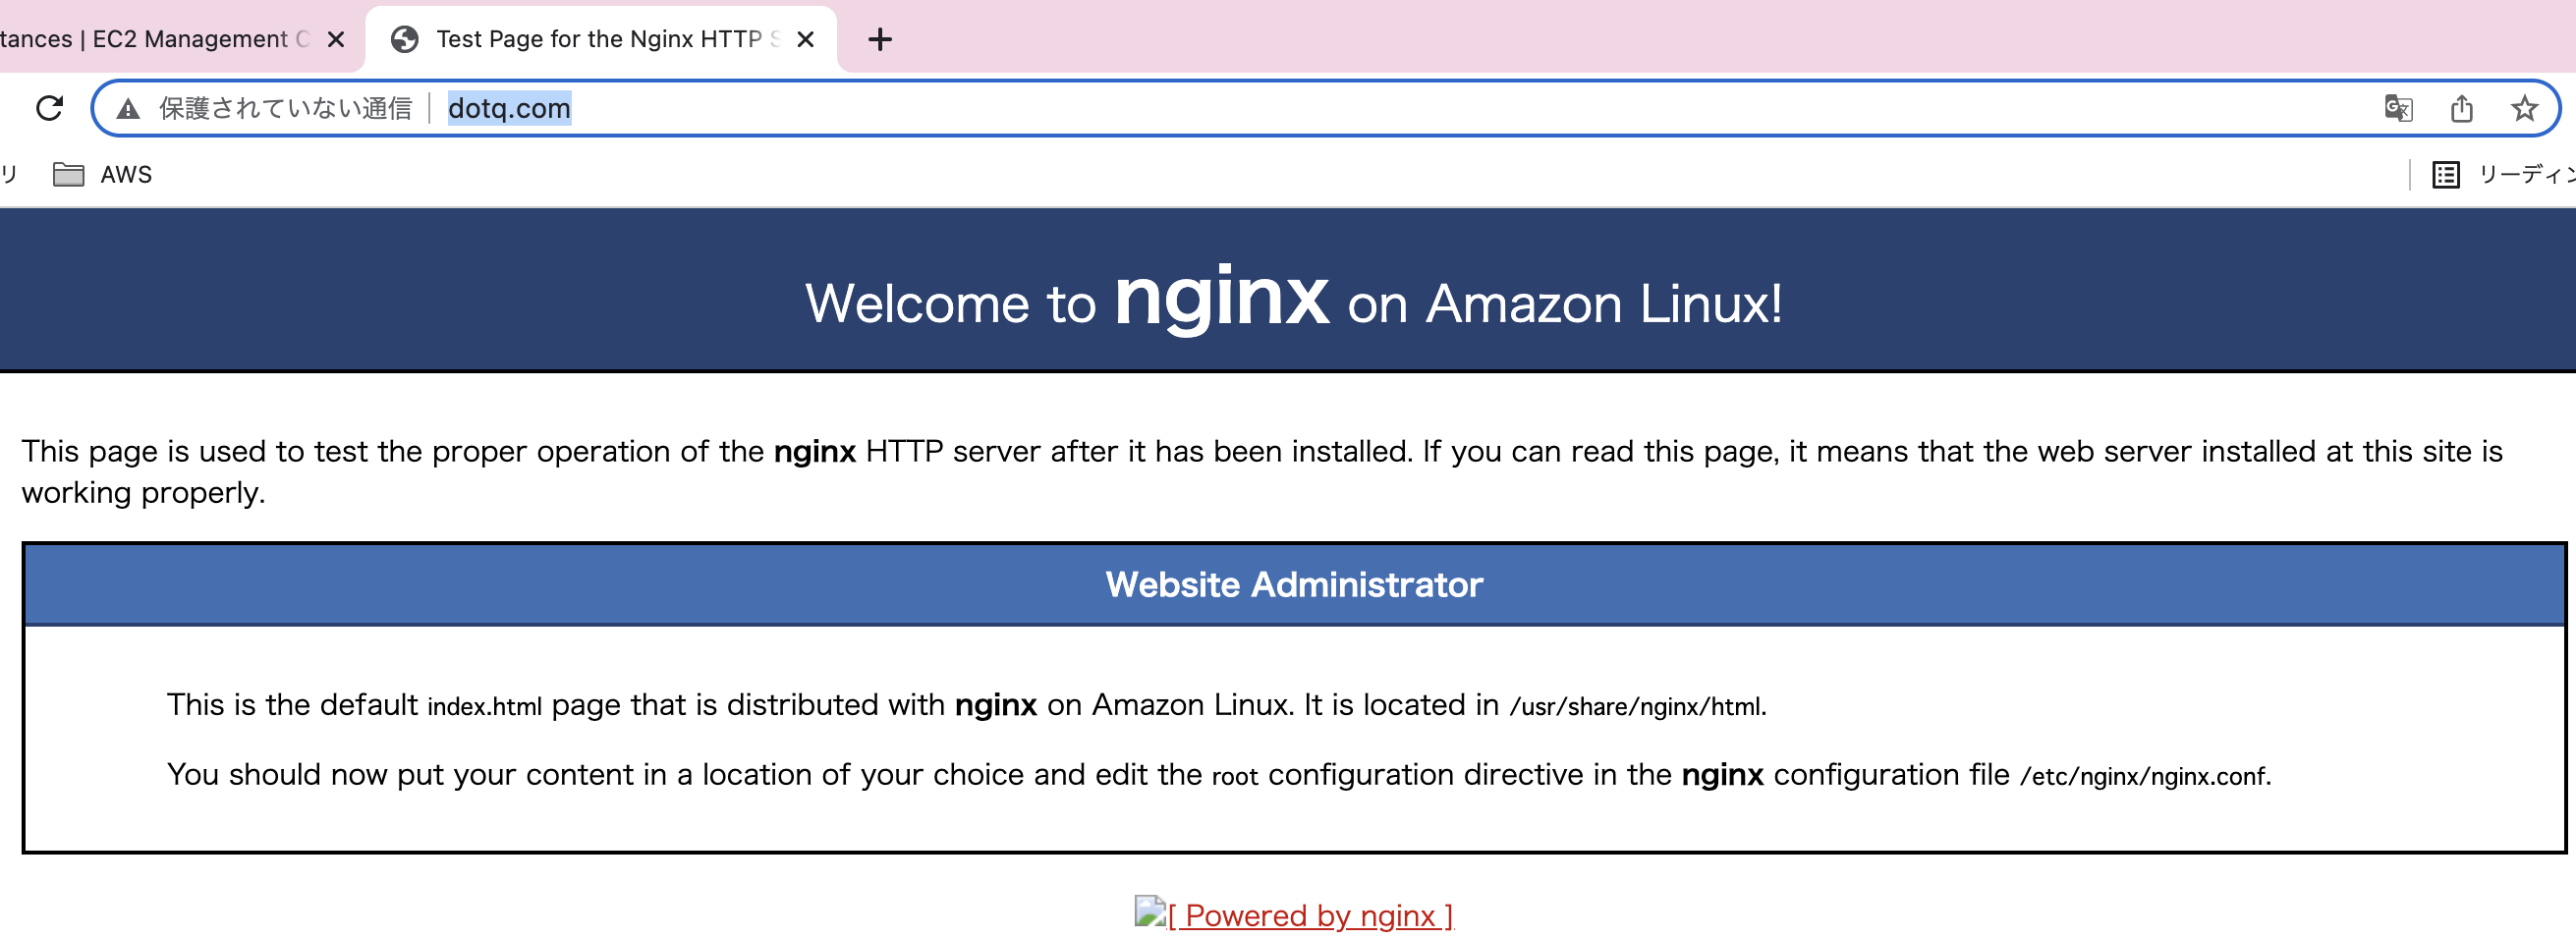 tances | EC2 Management C
Test Page for the Nginx HTTP S
保護されていない通信 | dotq.com
リ AWS リーディン
Welcome to nginx on Amazon Linux!
This page is used to test the proper operation of the nginx HTTP server after it has been installed. If you can read this page, it means that the web server installed at this site is
working properly.
Website Administrator
This is the default index.html page that is distributed with nginx on Amazon Linux. It is located in /usr/share/nginx/html.
You should now put your content in a location of your choice and edit the root configuration directive in the nginx configuration file /etc/nginx/nginx.conf.
[ Powered by nginx ]